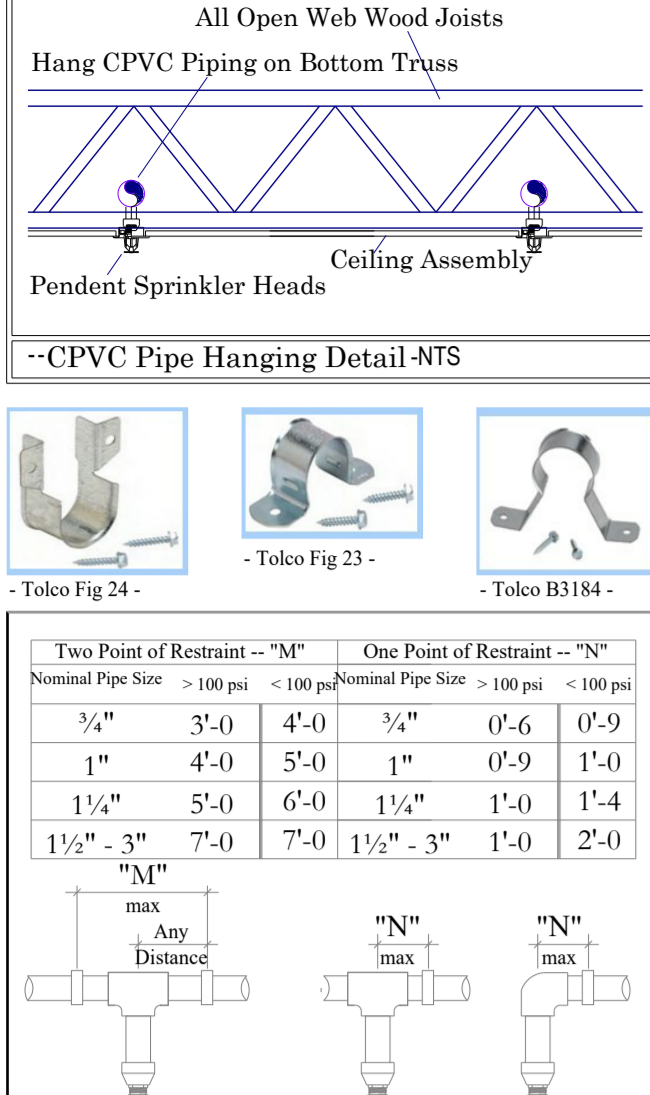 All Open Web Wood Joists
Hang CPVC Piping on Bottom Truss
Ceiling Assembly
Pendent Sprinkler Heads
--CPVC Pipe Hanging Detail -NTS
- Tolco Fig 24 -
- Tolco Fig 23 -
- Tolco B3184 -
Two Point of Restraint -- "M" One Point of Restraint -- "N"
Nominal Pipe Size > 100 psi < 100 psi Nominal Pipe Size > 100 psi < 100 psi
¾" 3'-0 4'-0 ¾" 0'-6 0'-9
1" 4'-0 5'-0 1" 0'-9 1'-0
1¼" 5'-0 6'-0 1¼" 1'-0 1'-4
1½" - 3" 7'-0 7'-0 1½" - 3" 1'-0 2'-0
"M"
max
Any
Distance
"N"
max
"N"
max